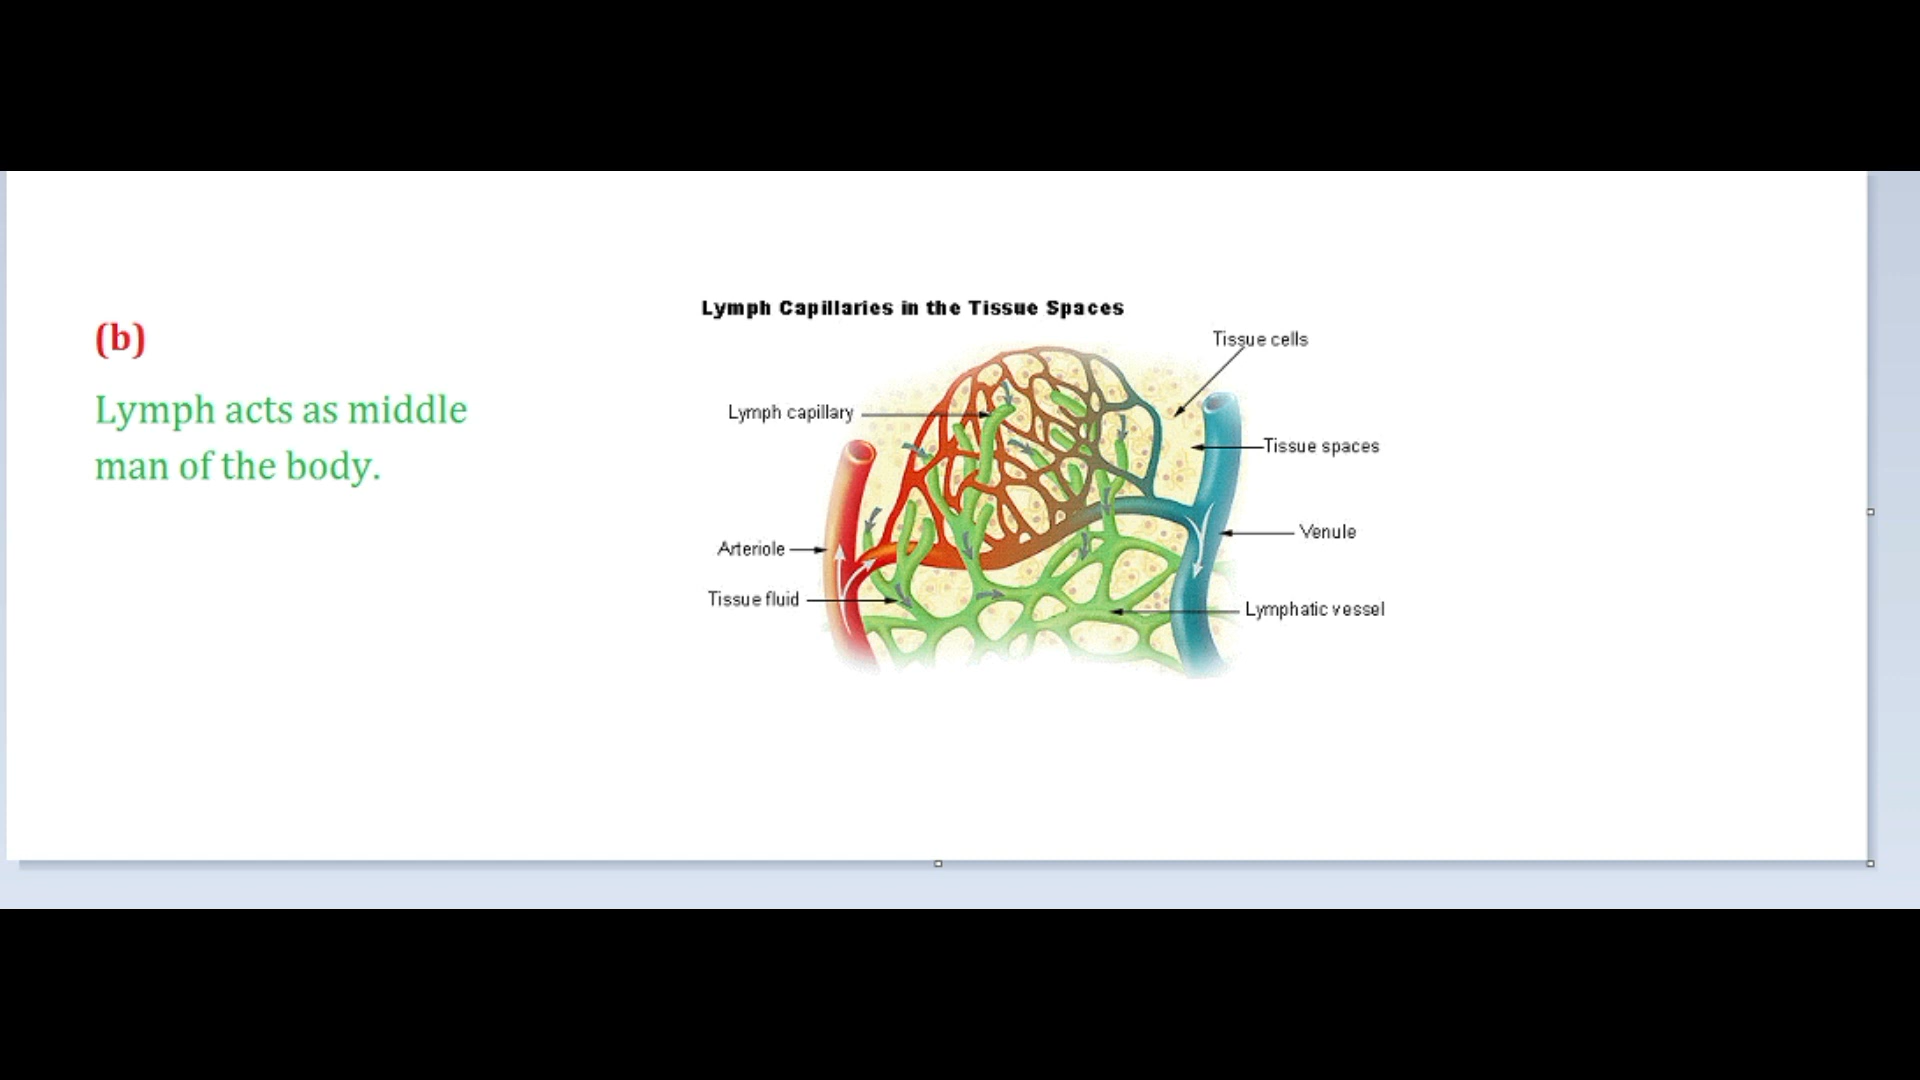 (b)
Lymph acts as middle
man of the body.
Lymph Capillaries in the Tissue Spaces
Tissue cells
Lymph capillary
Tissue spaces
Venule
Arteriole
Tissue fluid
Lymphatic vessel